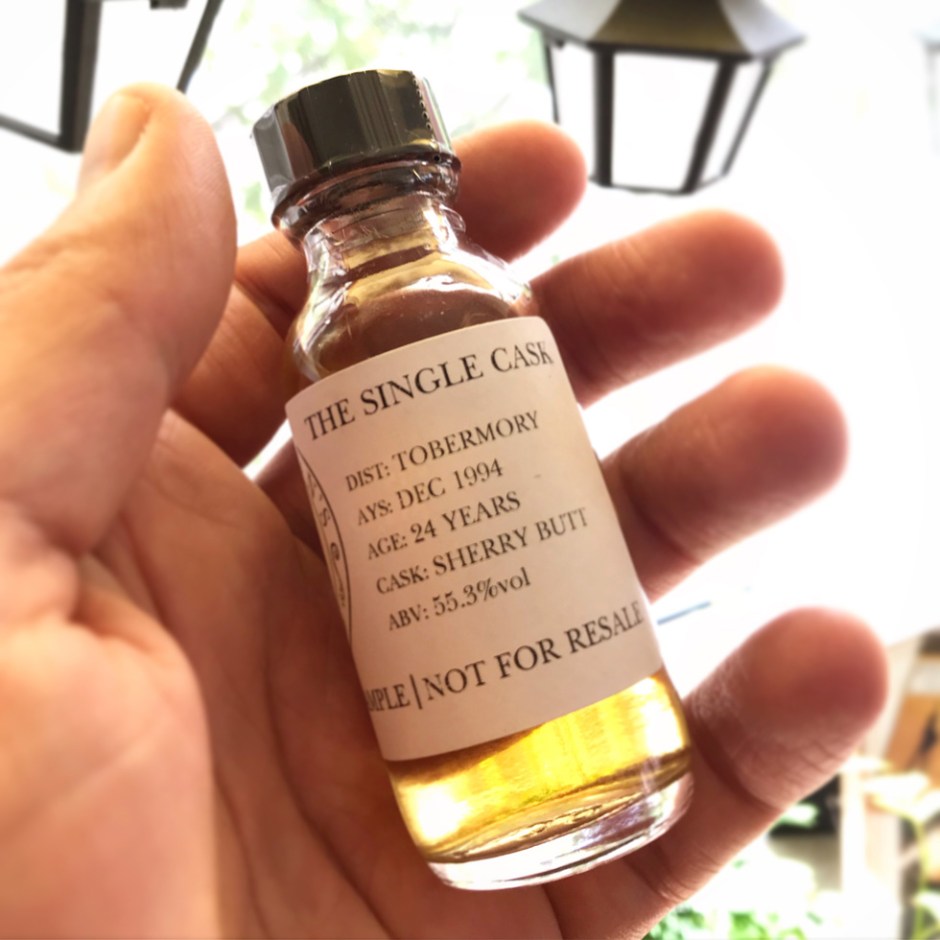 THE SINGLE CASK
DIST: TOBERMORY
AYS: DEC 1994
AGE: 24 YEARS
CASK: SHERRY BUTT
ABV: 55.3%vol
MPLE | NOT FOR RESALE